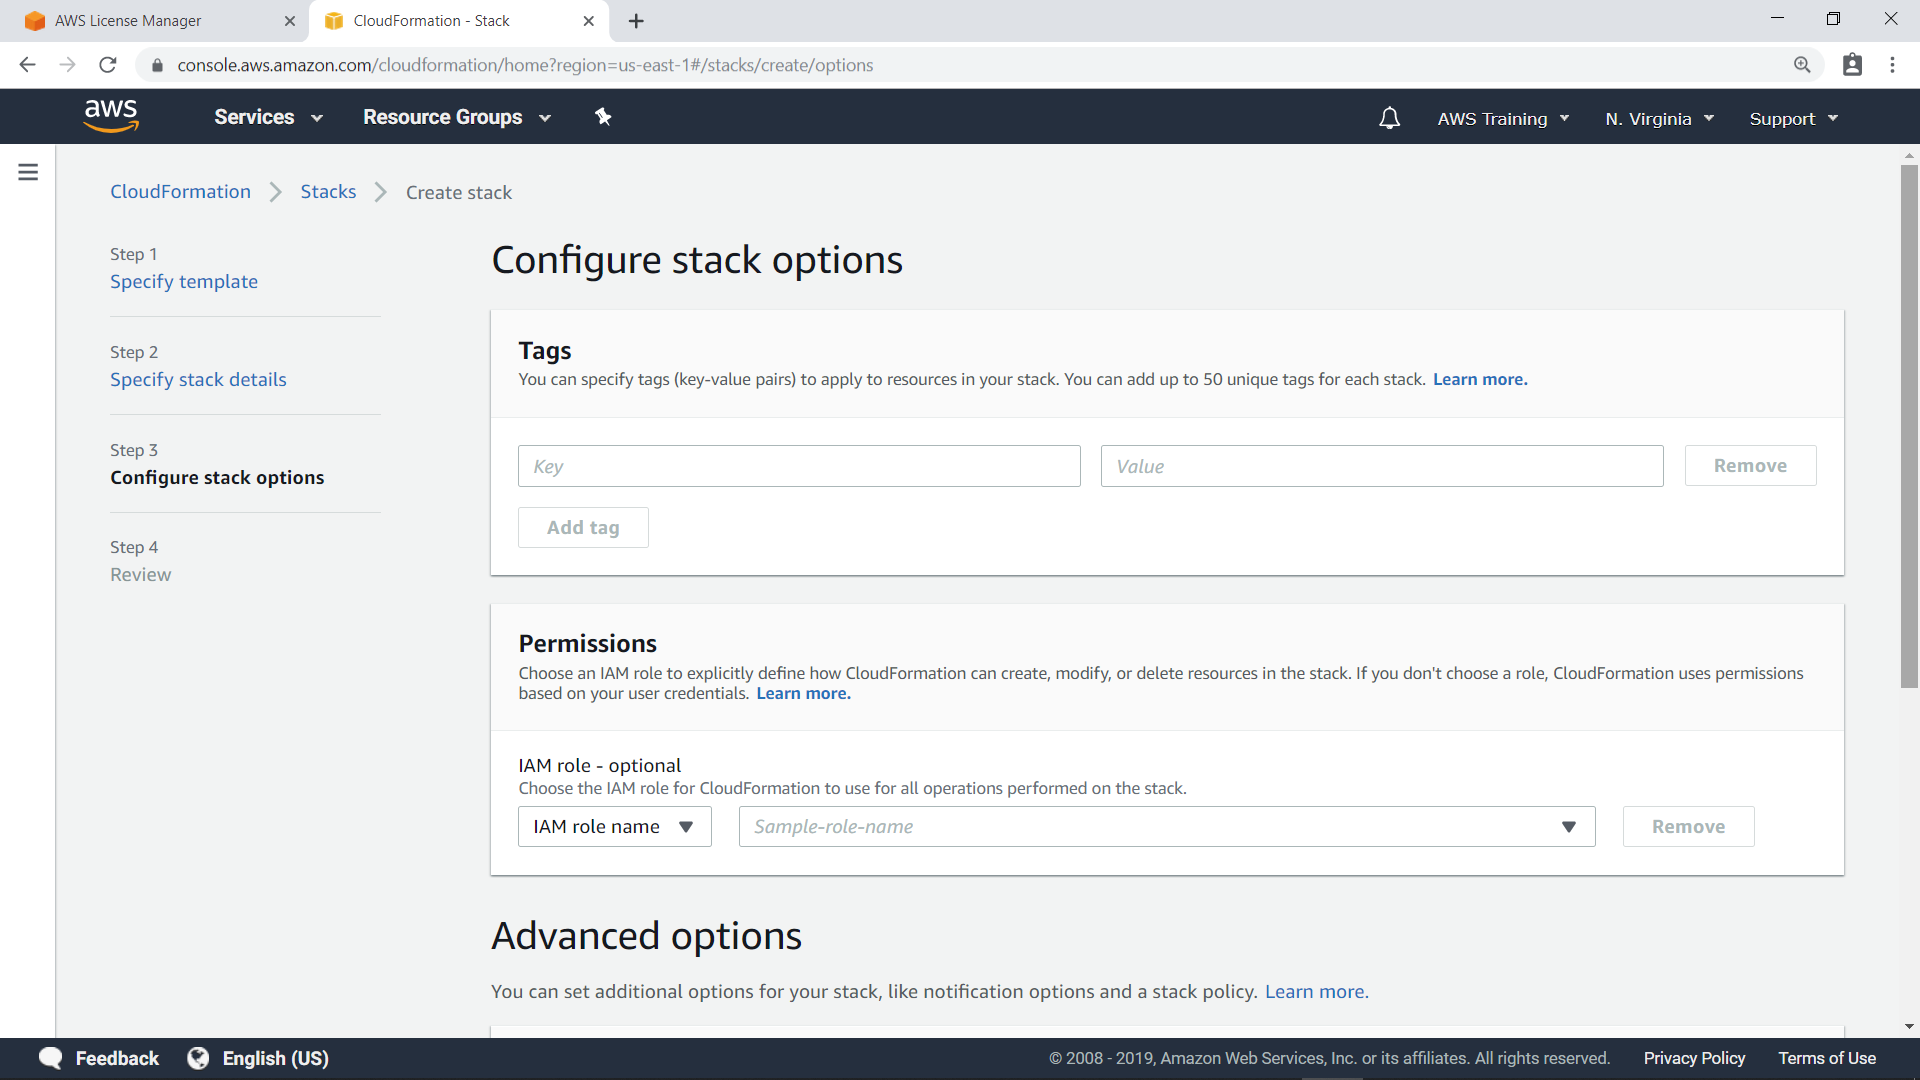 AWS License Manager
CloudFormation - Stack
console.aws.amazon.com/cloudformation/home?region=us-east-1#/stacks/create/options
aws
Services
Resource Groups
AWS Training
N. Virginia
Support
CloudFormation
Stacks
Create stack
Step 1
Specify template
Step 2
Specify stack details
Step 3
Configure stack options
Step 4
Review
Configure stack options
Tags
You can specify tags (key-value pairs) to apply to resources in your stack. You can add up to 50 unique tags for each stack. Learn more.
Key
Value
Remove
Add tag
Permissions
Choose an IAM role to explicitly define how CloudFormation can create, modify, or delete resources in the stack. If you don't choose a role, CloudFormation uses permissions
based on your user credentials. Learn more.
IAM role - optional
Choose the IAM role for CloudFormation to use for all operations performed on the stack.
IAM role name
Sample-role-name
Remove
Advanced options
You can set additional options for your stack, like notification options and a stack policy. Learn more.
Feedback
English (US)
© 2008 - 2019, Amazon Web Services, Inc. or its affiliates. All rights reserved.
Privacy Policy
Terms of Use